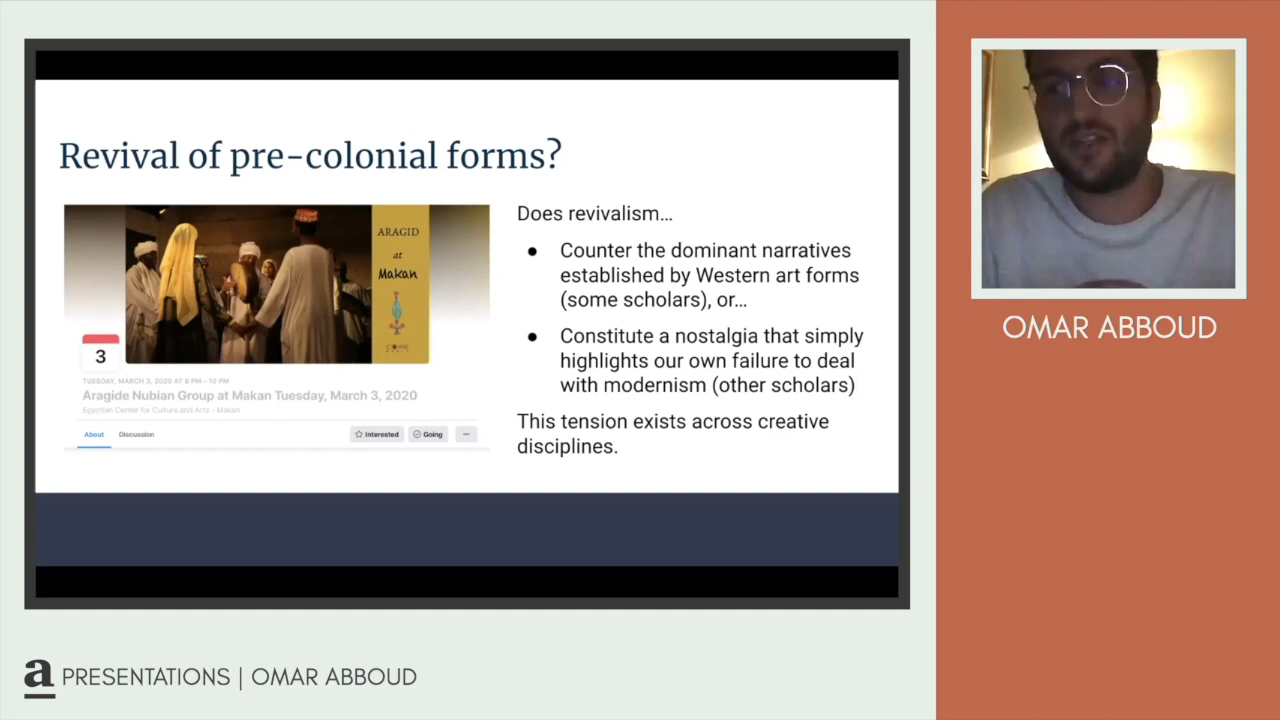 Revival of pre-colonial forms?
ARAGID
at
Makan
3
TUESDAY, MARCH 3, 2020 AT 8 PM – 10 PM
Aragide Nubian Group at Makan Tuesday, March 3, 2020
Egyptian Center for Culture and Arts - Makan
About
Discussion
Interested
Going
Does revivalism...
● Counter the dominant narratives
established by Western art forms
(some scholars), or...
● Constitute a nostalgia that simply
highlights our own failure to deal
with modernism (other scholars)
This tension exists across creative
disciplines.
OMAR ABBOUD
a PRESENTATIONS | OMAR ABBOUD